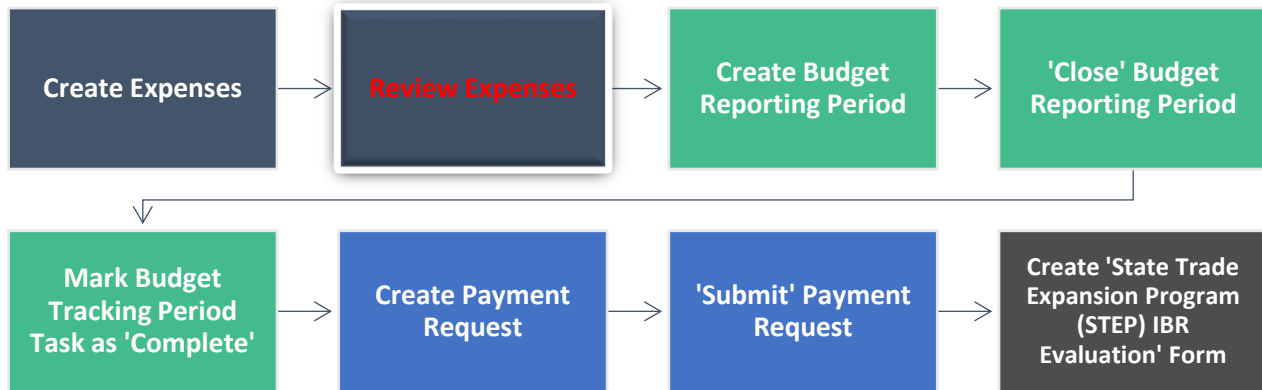 Create Expenses
Review Expenses
Create Budget
Reporting Period
'Close' Budget
Reporting Period
Mark Budget
Tracking Period
Task as 'Complete'
Create Payment
Request
'Submit' Payment
Request
Create 'State Trade
Expansion Program
(STEP) IBR
Evaluation' Form